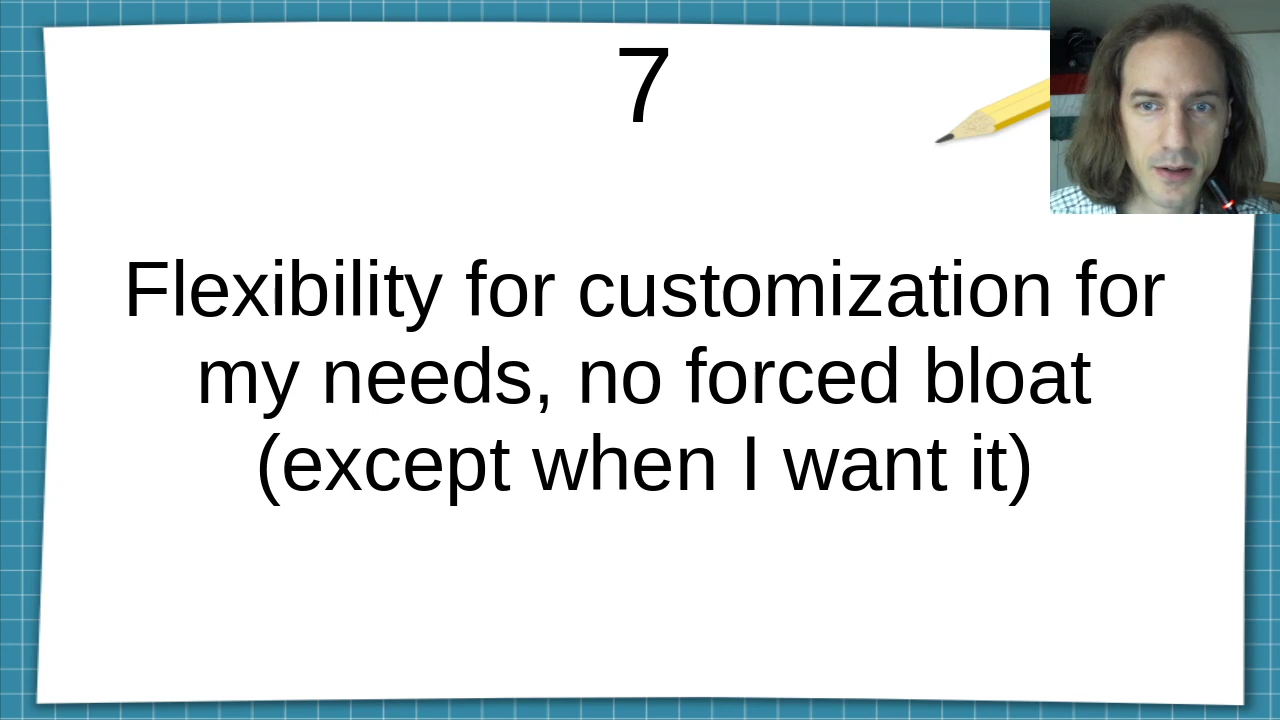 7
Flexibility for customization for
my needs, no forced bloat
(except when I want it)